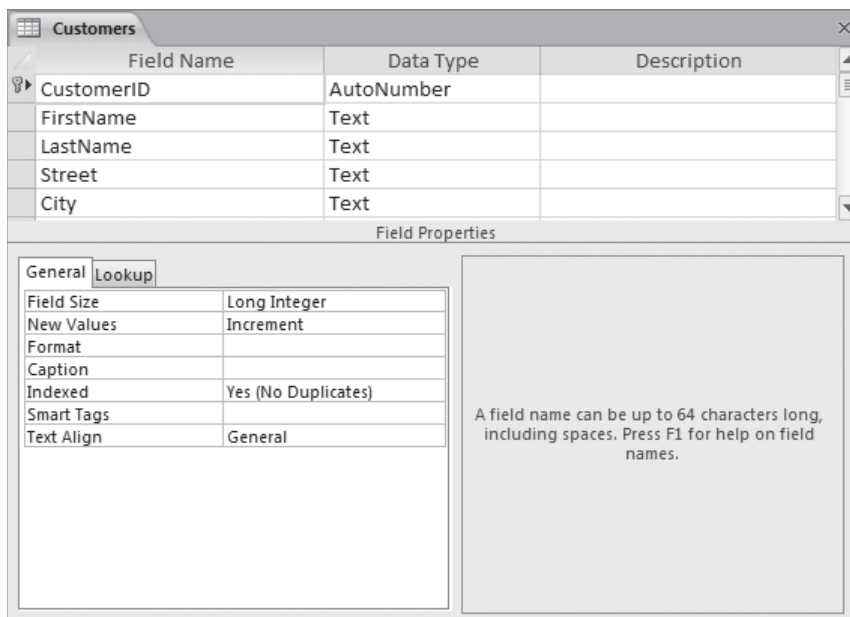 Customers
Field Name Data Type Description
CustomerID AutoNumber
FirstName Text
LastName Text
Street Text
City Text
Field Properties
General Lookup
Field Size Long Integer
New Values Increment
Format
Caption
Indexed Yes (No Duplicates)
Smart Tags
Text Align General
A field name can be up to 64 characters long,
including spaces. Press F1 for help on field
names.